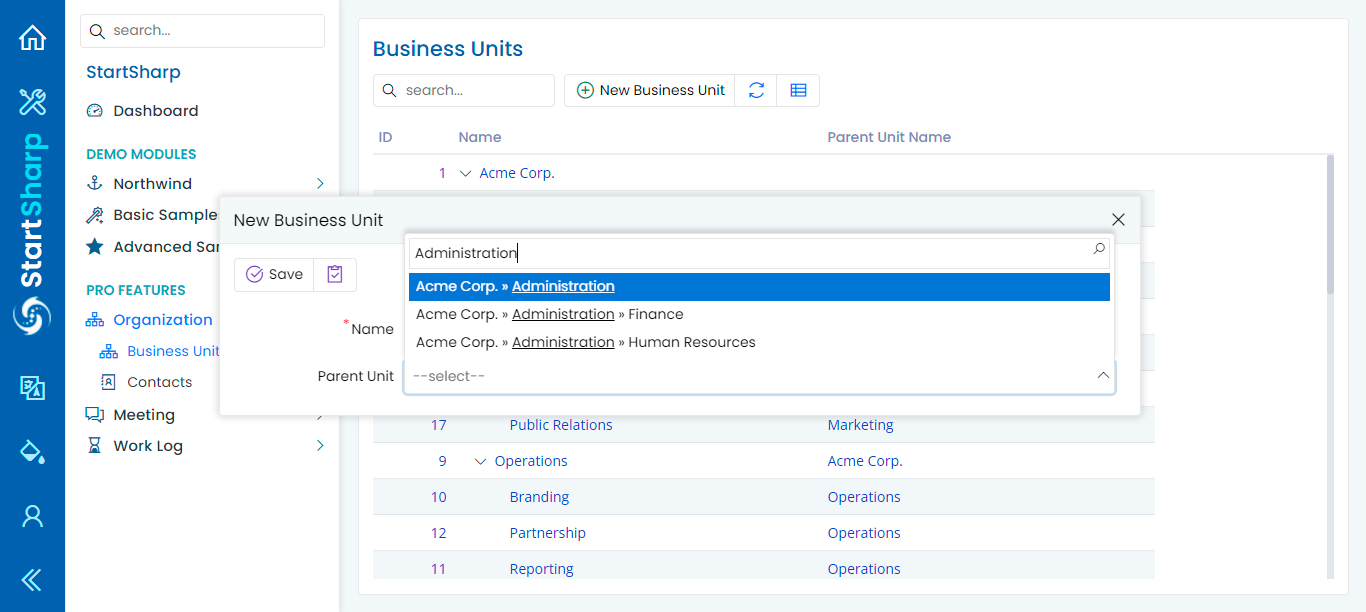 StartSharp
search...
StartSharp
Dashboard
DEMO MODULES
Northwind
Basic Sample
Advanced Sar
PRO FEATURES
Organization
Business Unit
Contacts
Meeting
Work Log
Business Units
search...
New Business Unit
ID Name Parent Unit Name
1 Acme Corp.
New Business Unit
Save
*Name
Administration
Acme Corp. » Administration
Acme Corp. » Administration » Finance
Acme Corp. » Administration » Human Resources
Parent Unit --select--
17 Public Relations Marketing
9 Operations Acme Corp.
10 Branding Operations
12 Partnership Operations
11 Reporting Operations